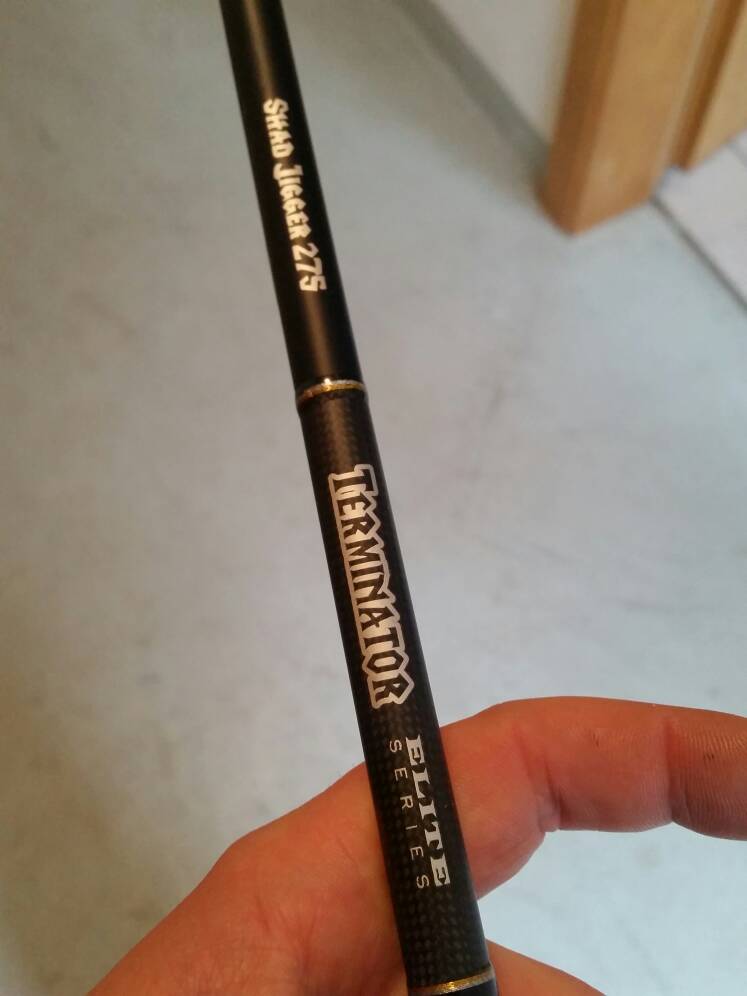 Shad Jigger 275
TERMINATOR
ELITE
SERIES